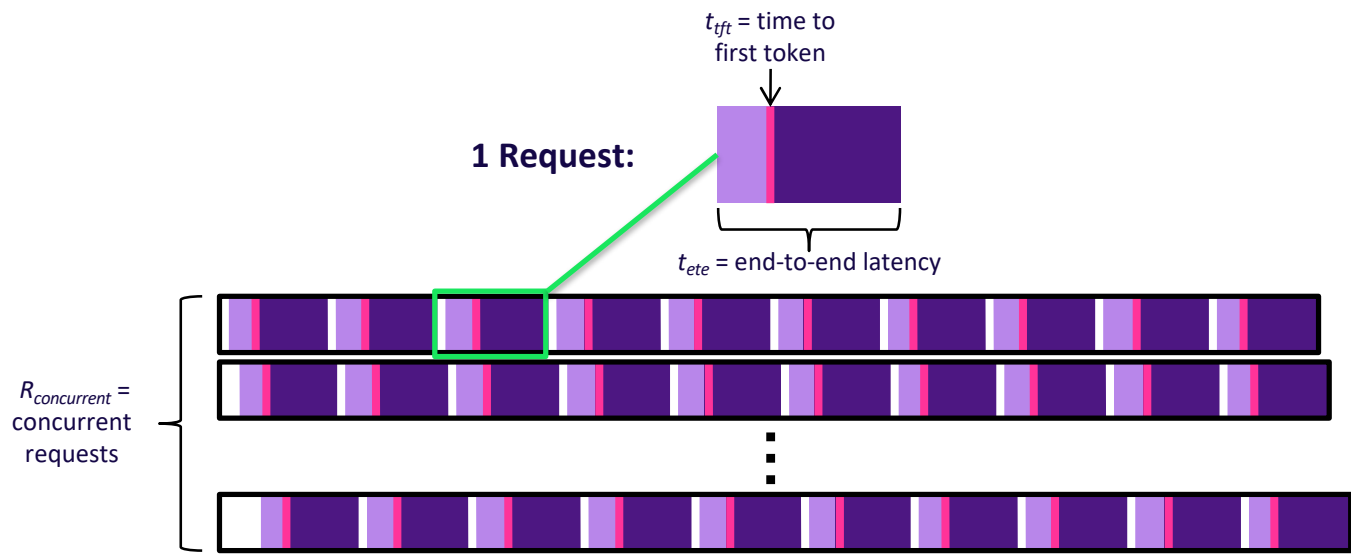 t_tft = time to
first token
1 Request:
t_ete = end-to-end latency
R_concurrent =
concurrent
requests